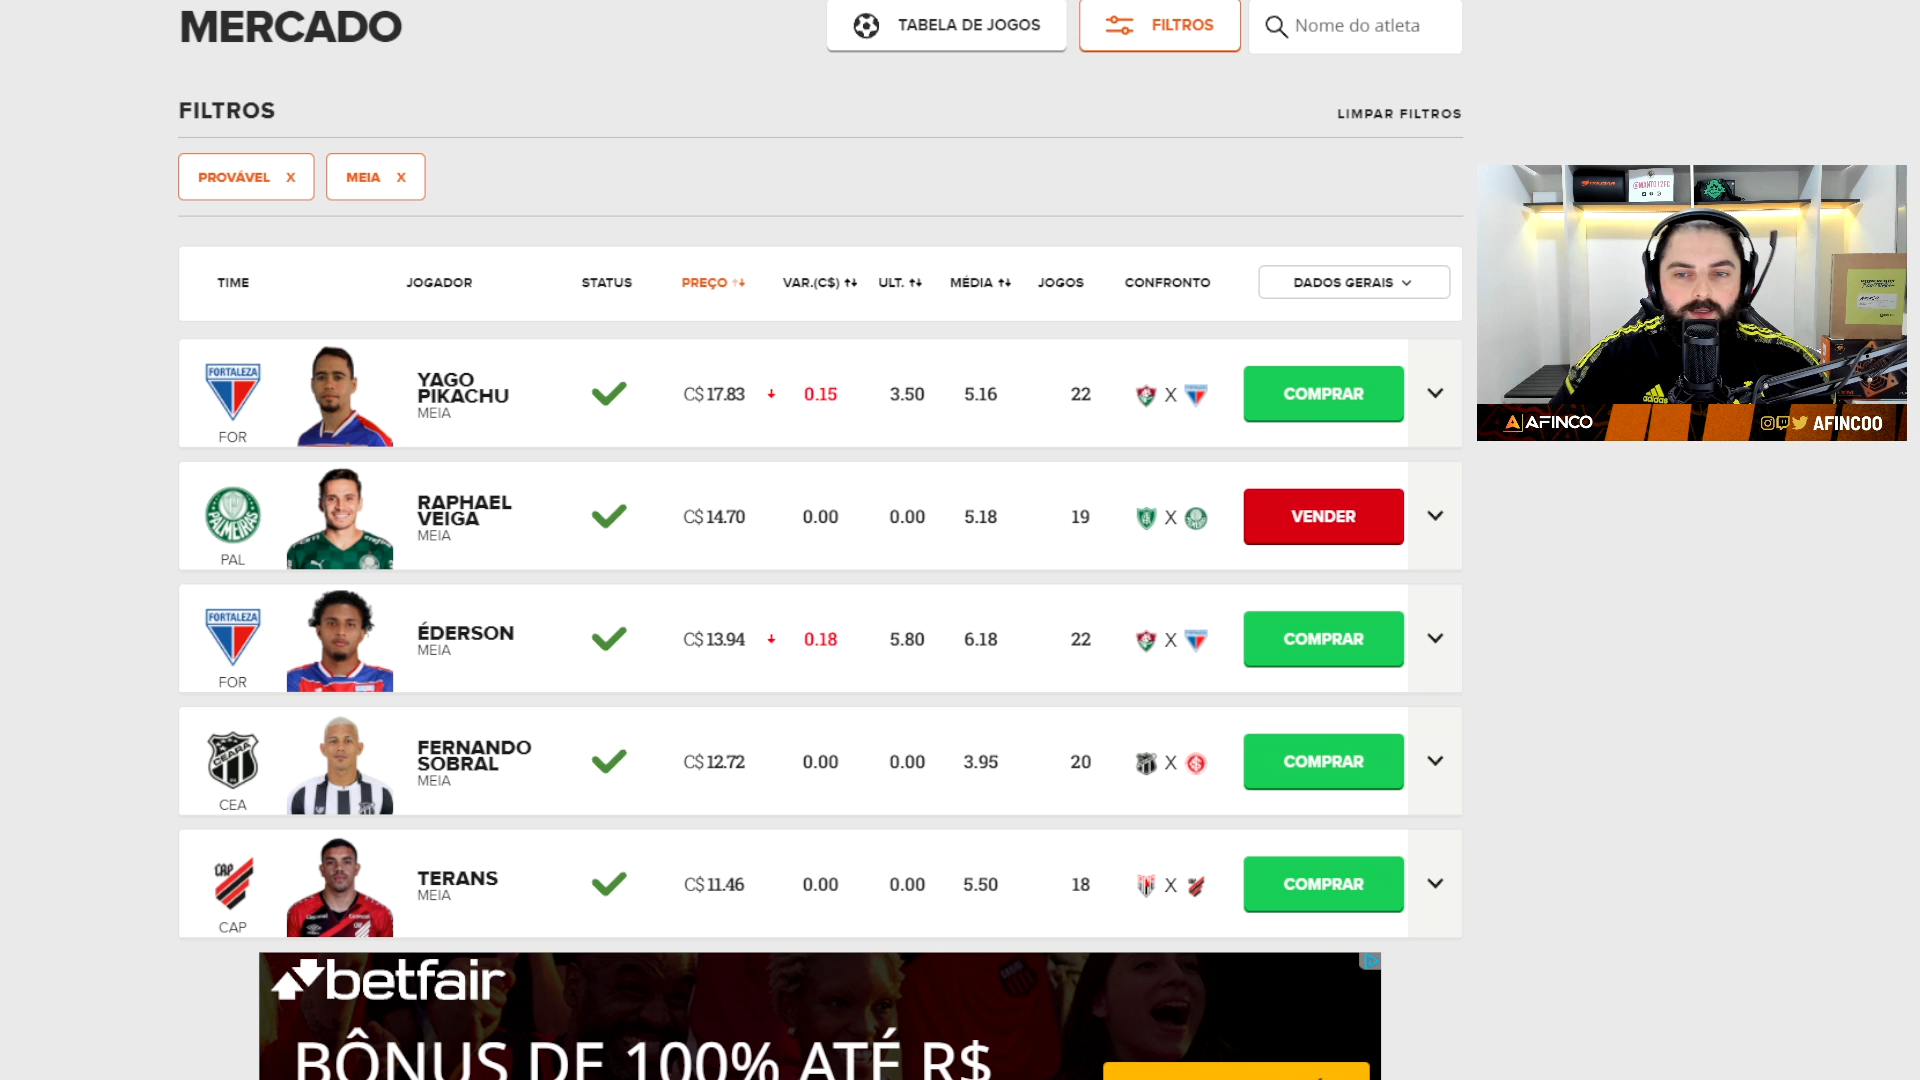 MERCADO
TABELA DE JOGOS
FILTROS
Nome do atleta
FILTROS
LIMPAR FILTROS
PROVÁVEL X
MEIA X
TIME JOGADOR STATUS PREÇO VAR.(C$) ULT. MÉDIA JOGOS CONFRONTO DADOS GERAIS
FORTALEZA
FOR
YAGO
PIKACHU
MEIA
C$ 17.83 0.15 3.50 5.16 22 X COMPRAR
PALMEIRAS
PAL
RAPHAEL
VEIGA
MEIA
C$ 14.70 0.00 0.00 5.18 19 X VENDER
FORTALEZA
FOR
ÉDERSON
MEIA
C$ 13.94 0.18 5.80 6.18 22 X COMPRAR
CEARÁ
CEA
FERNANDO
SOBRAL
MEIA
C$ 12.72 0.00 0.00 3.95 20 X COMPRAR
CAP
CAP
TERANS
MEIA
C$ 11.46 0.00 0.00 5.50 18 X COMPRAR
@MANTO12FC
adidas
AFINCO
AFINCOO
betfair
BÔNUS DE 100% ATÉ R$